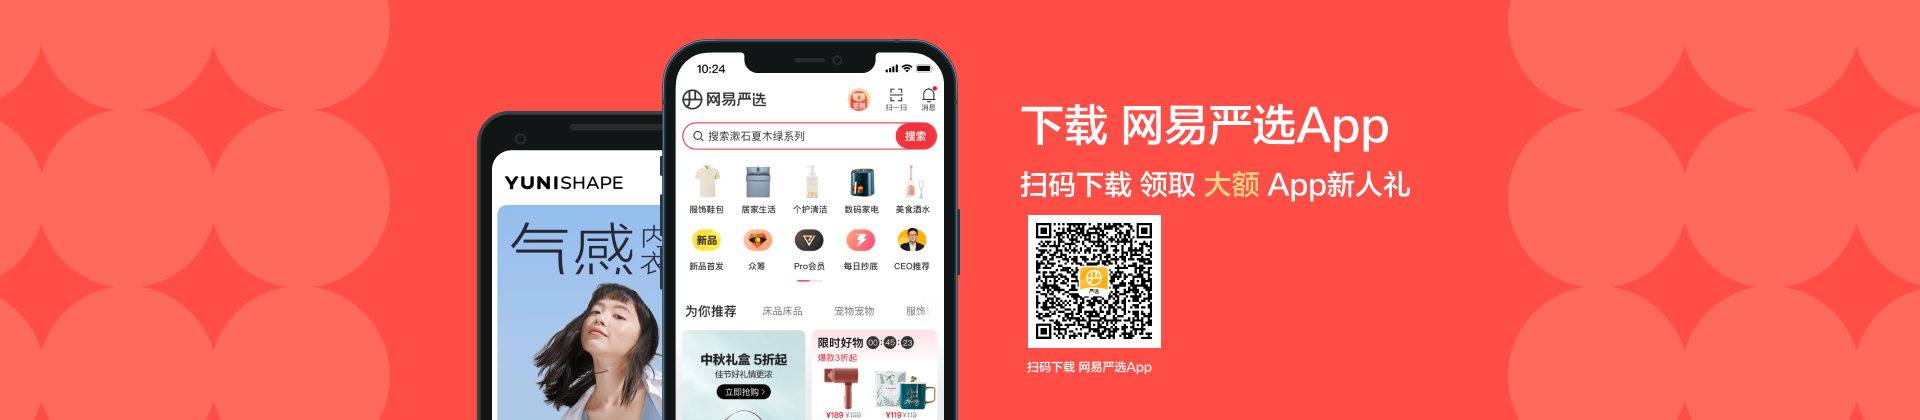 YUNISHAPE
气感
内
衣
10:24
网易严选
签到
扫一扫
消息
搜索漱石夏木绿系列
搜索
服饰鞋包
居家生活
个护清洁
数码家电
美食酒水
新品
新品首发
众筹
Pro会员
每日抄底
CEO推荐
为你推荐
床品床品
宠物宠物
服饰
中秋礼盒 5折起
佳节好礼情更浓
立即抢购
限时好物 00:45:23
爆款3折起
¥189 ¥199
¥119 ¥119
下载 网易严选App
扫码下载 领取 大额 App新人礼
严选
扫码下载 网易严选App